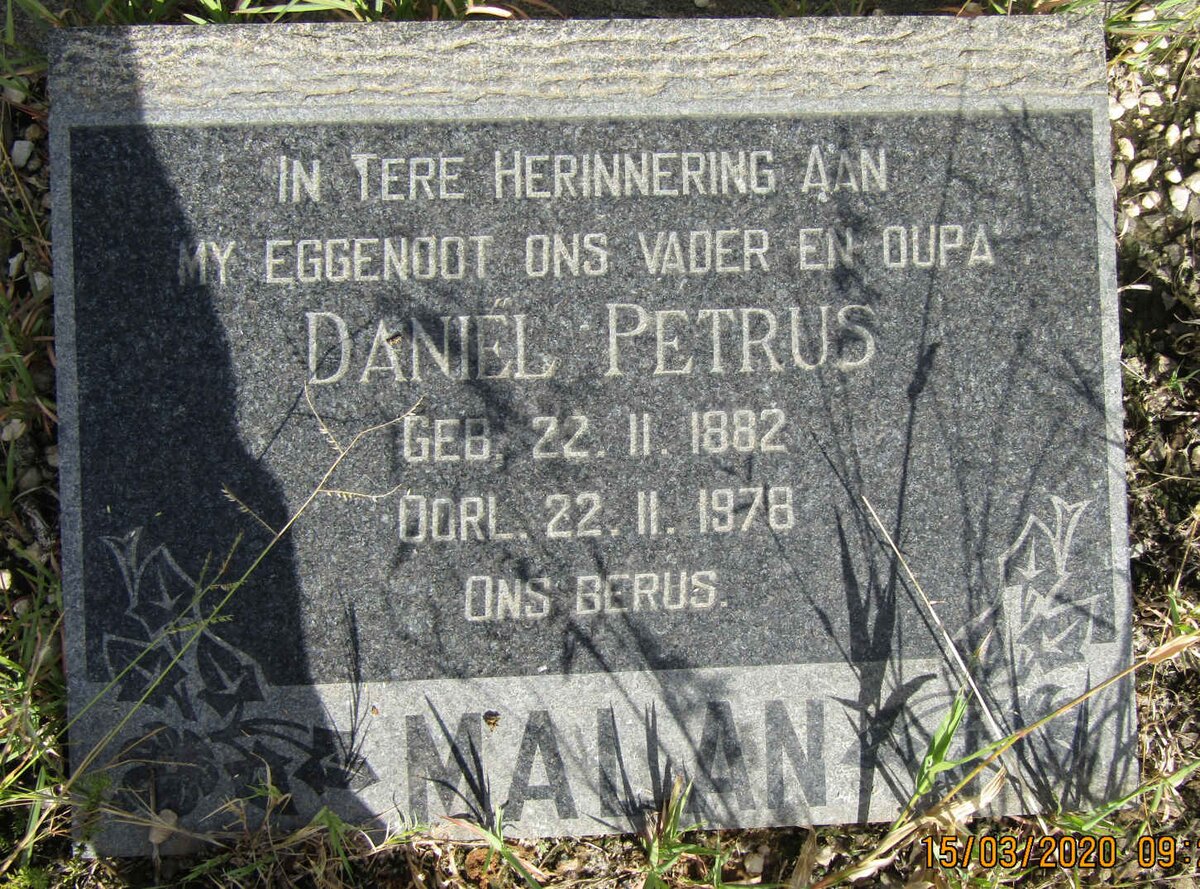 IN TERE HERINNERING AAN
MY EGGENOOT ONS VADER EN OUPA
DANIËL PETRUS
GEB. 22. 11. 1882
OORL. 22. 11. 1978
ONS BERUS.
MALAN
15/03/2020 09: